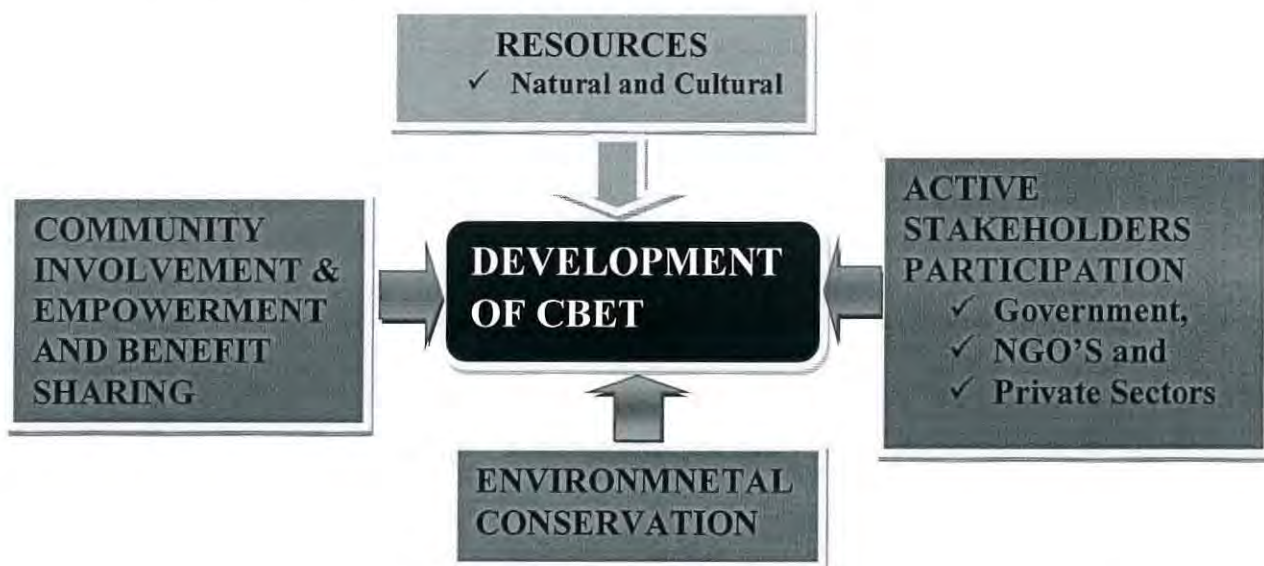 RESOURCES
✓ Natural and Cultural
COMMUNITY
INVOLVEMENT &
EMPOWERMENT
AND BENEFIT
SHARING
DEVELOPMENT
OF CBET
ACTIVE
STAKEHOLDERS
PARTICIPATION
✓ Government,
✓ NGO'S and
✓ Private Sectors
ENVIRONMNETAL
CONSERVATION